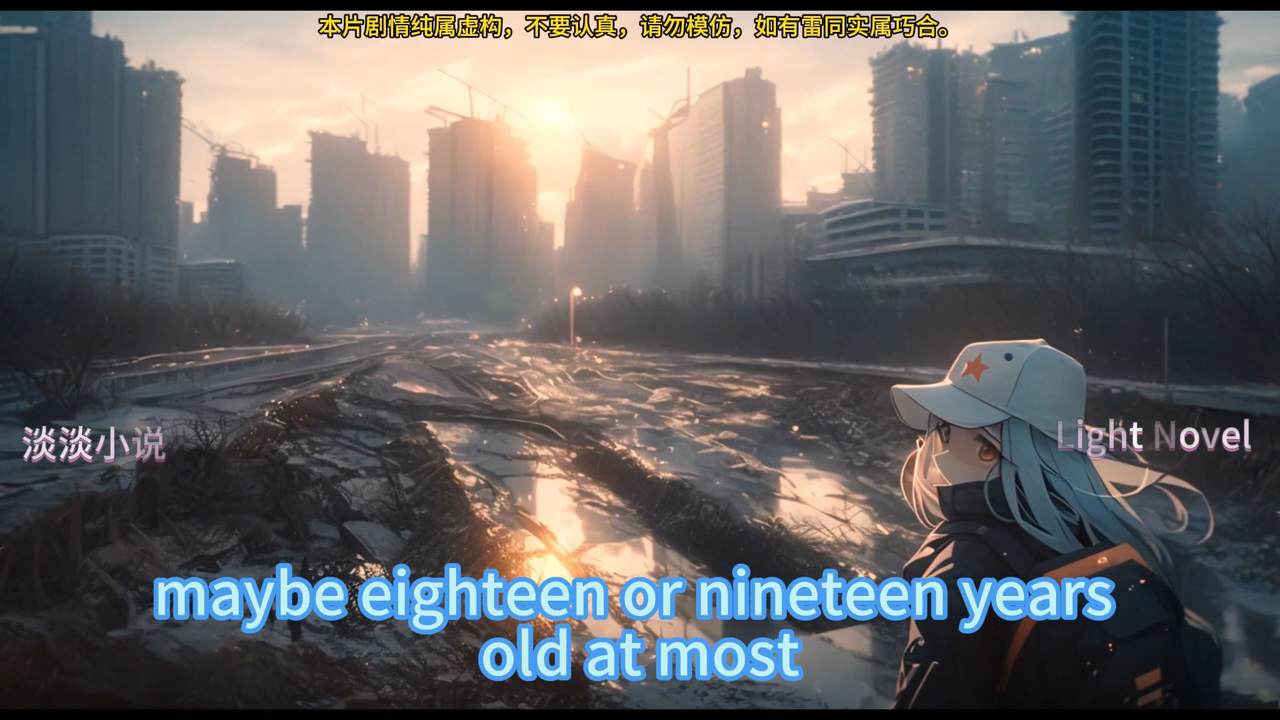 本片剧情纯属虚构，不要认真，请勿模仿，如有雷同实属巧合。
淡淡小说
Light Novel
maybe eighteen or nineteen years
old at most